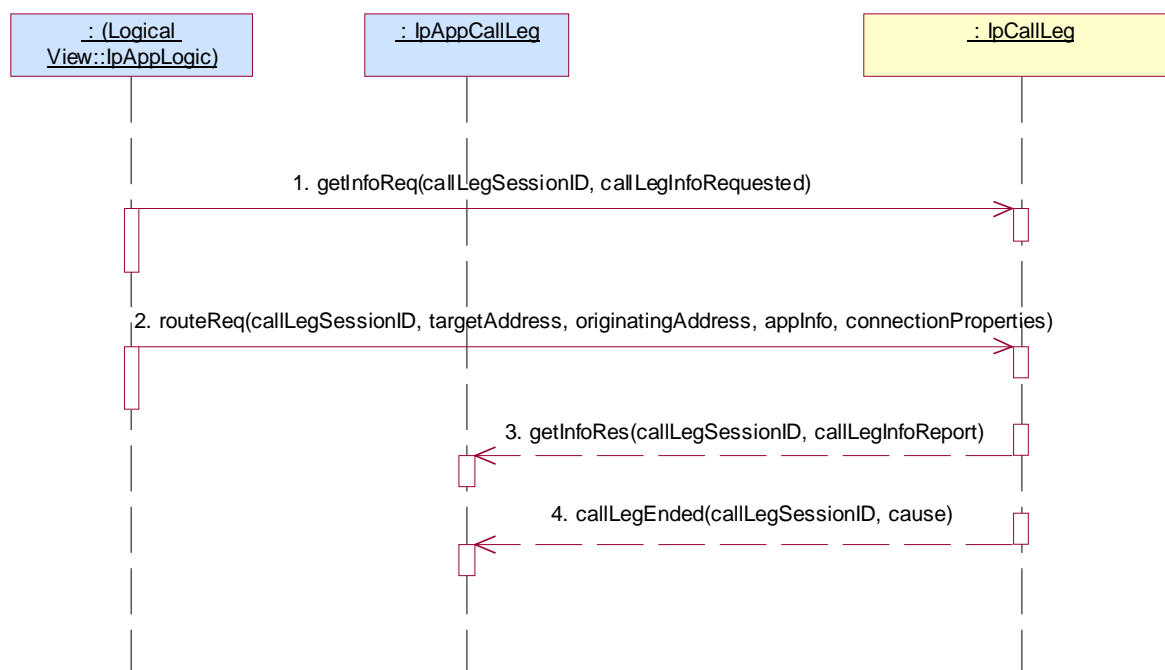 : (Logical
View::IpAppLogic)
: IpAppCallLeg
: IpCallLeg
1. getInfoReq(callLegSessionID, callLegInfoRequested)
2. routeReq(callLegSessionID, targetAddress, originatingAddress, appInfo, connectionProperties)
3. getInfoRes(callLegSessionID, callLegInfoReport)
4. callLegEnded(callLegSessionID, cause)